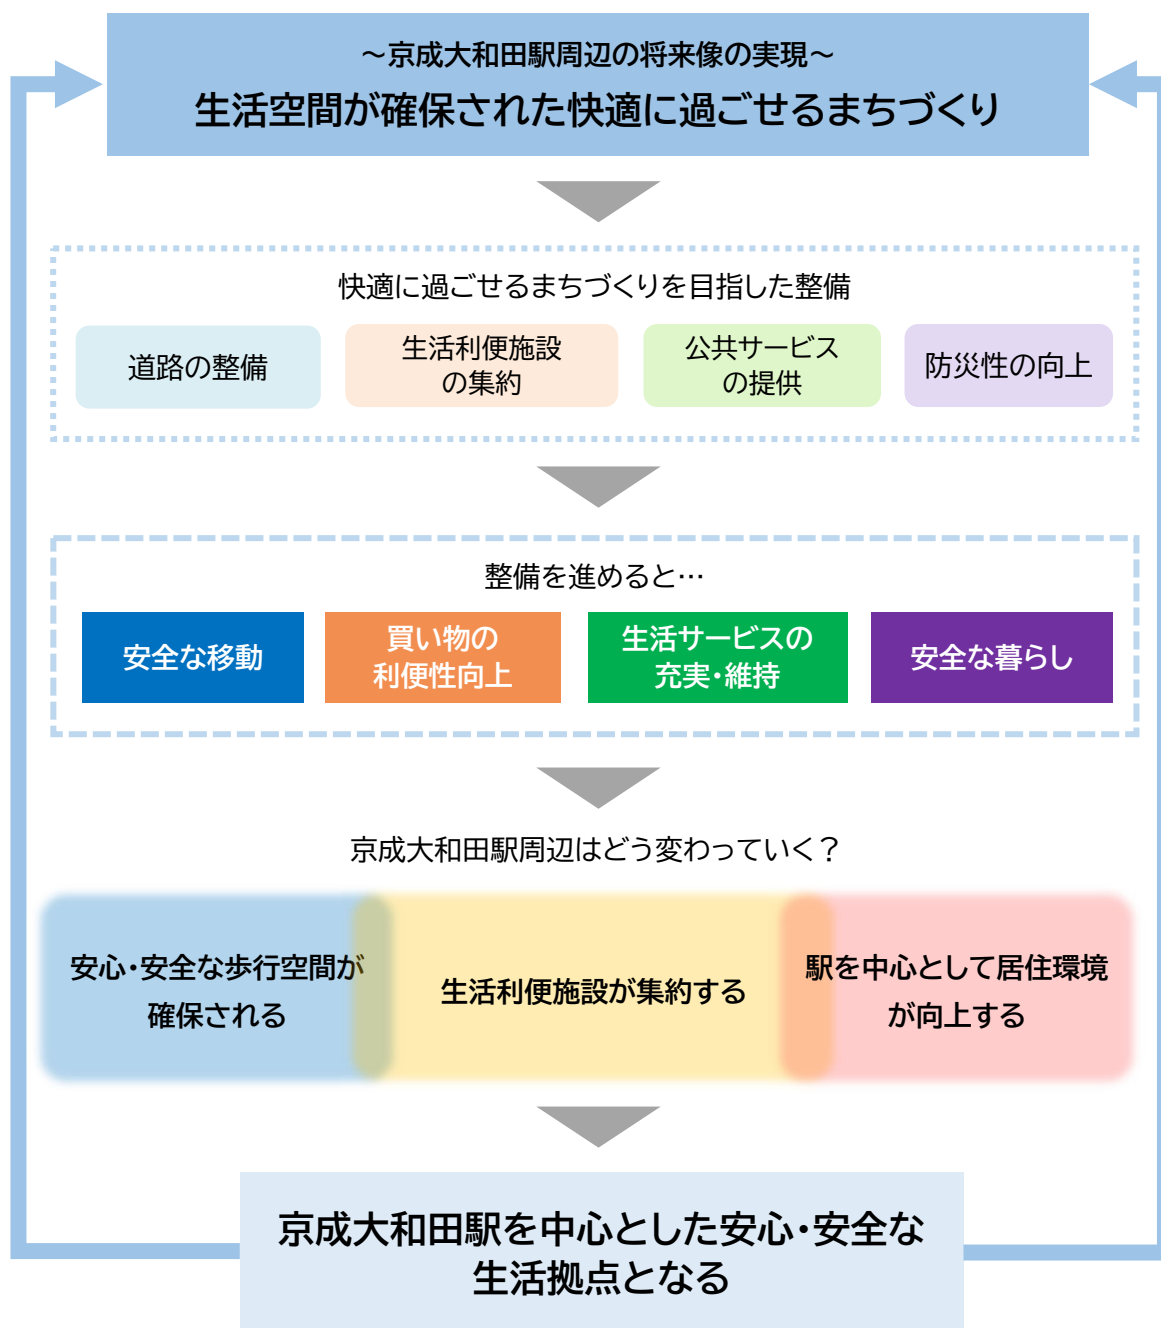 ～京成大和田駅周辺の将来像の実現～
生活空間が確保された快適に過ごせるまちづくり
快適に過ごせるまちづくりを目指した整備
道路の整備
生活利便施設
の集約
公共サービス
の提供
防災性の向上
整備を進めると…
安全な移動
買い物の
利便性向上
生活サービスの
充実・維持
安全な暮らし
京成大和田駅周辺はどう変わっていく？
安心・安全な歩行空間が
確保される
生活利便施設が集約する
駅を中心として居住環境
が向上する
京成大和田駅を中心とした安心・安全な
生活拠点となる